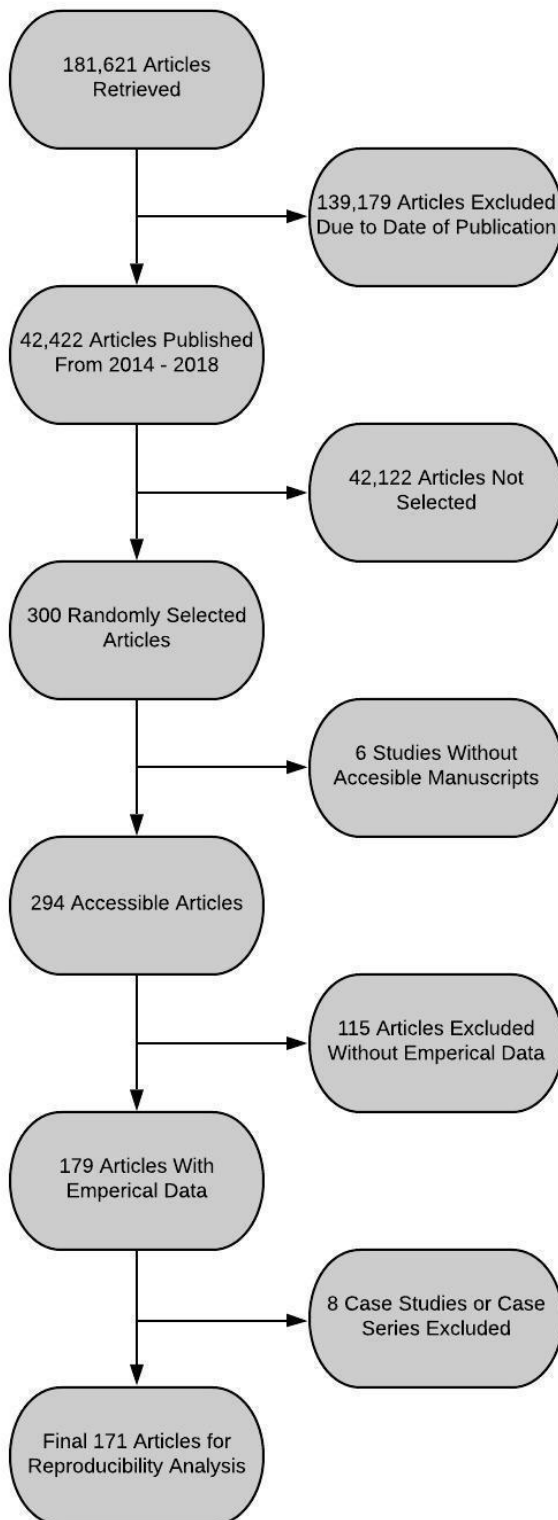 181,621 Articles
Retrieved
139,179 Articles Excluded
Due to Date of Publication
42,422 Articles Published
From 2014 - 2018
42,122 Articles Not
Selected
300 Randomly Selected
Articles
6 Studies Without
Accesible Manuscripts
294 Accessible Articles
115 Articles Excluded
Without Emperical Data
179 Articles With
Emperical Data
8 Case Studies or Case
Series Excluded
Final 171 Articles for
Reproducibility Analysis